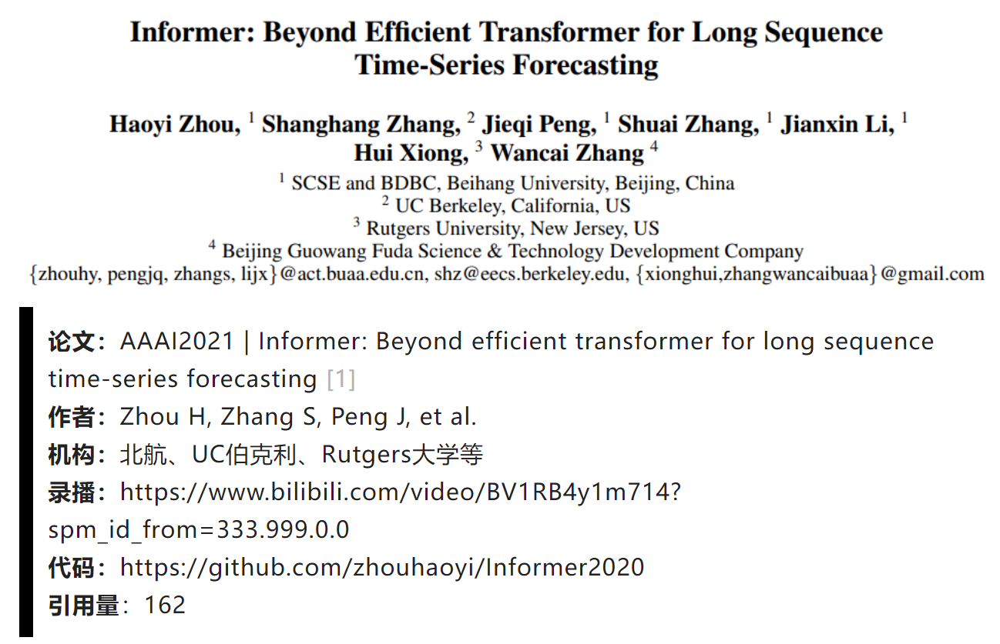 Informer: Beyond Efficient Transformer for Long Sequence
Time-Series Forecasting
Haoyi Zhou, 1 Shanghang Zhang, 2 Jieqi Peng, 1 Shuai Zhang, 1 Jianxin Li, 1
Hui Xiong, 3 Wancai Zhang 4
1 SCSE and BDBC, Beihang University, Beijing, China
2 UC Berkeley, California, US
3 Rutgers University, New Jersey, US
4 Beijing Guowang Fuda Science & Technology Development Company
{zhouhy, pengjq, zhangs, lijx}@act.buaa.edu.cn, shz@eecs.berkeley.edu, {xionghui,zhangwancaibuaa}@gmail.com
论文：AAAI2021 | Informer: Beyond efficient transformer for long sequence
time-series forecasting [1]
作者：Zhou H, Zhang S, Peng J, et al.
机构：北航、UC伯克利、Rutgers大学等
录播：https://www.bilibili.com/video/BV1RB4y1m714?
spm_id_from=333.999.0.0
代码：https://github.com/zhouhaoyi/Informer2020
引用量：162